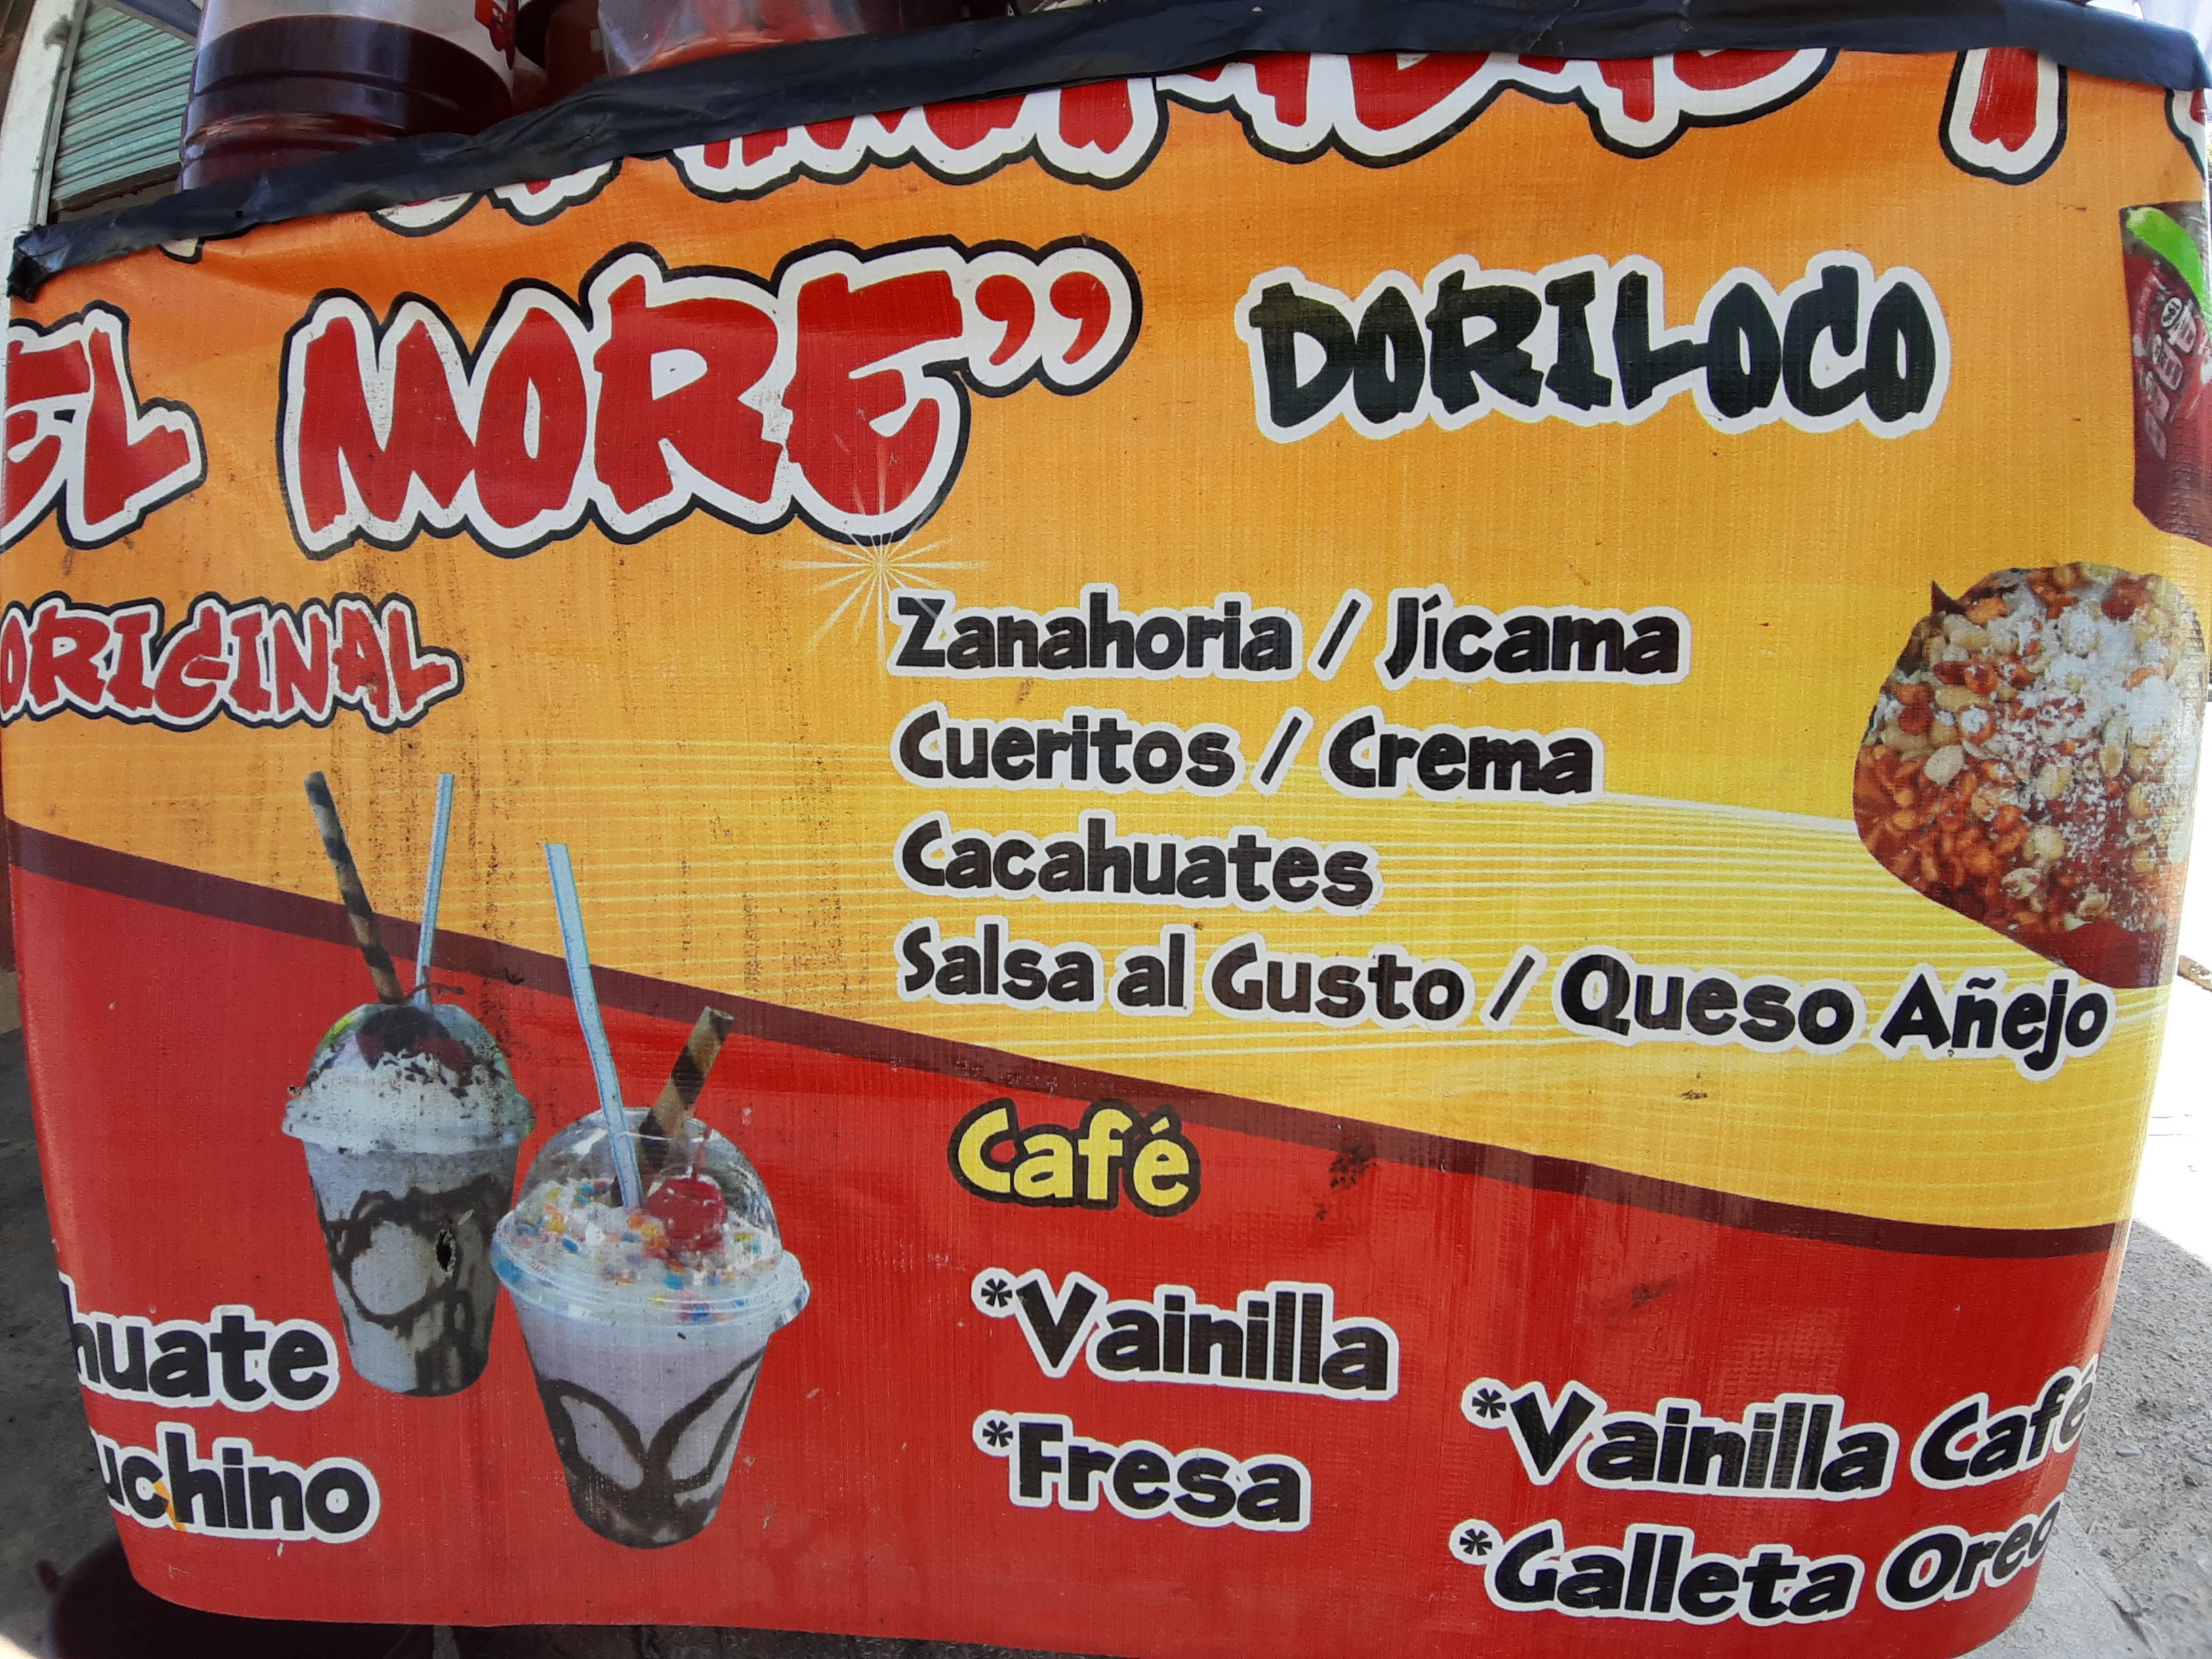 EL MORE”
DORILOCO
ORIGINAL
Zanahoria / Jícama
Cueritos / Crema
Cacahuates
Salsa al Gusto / Queso Añejo
Café
*Vainilla
*Fresa
*Vainilla Café
*Galleta Oreo
huate
uchino